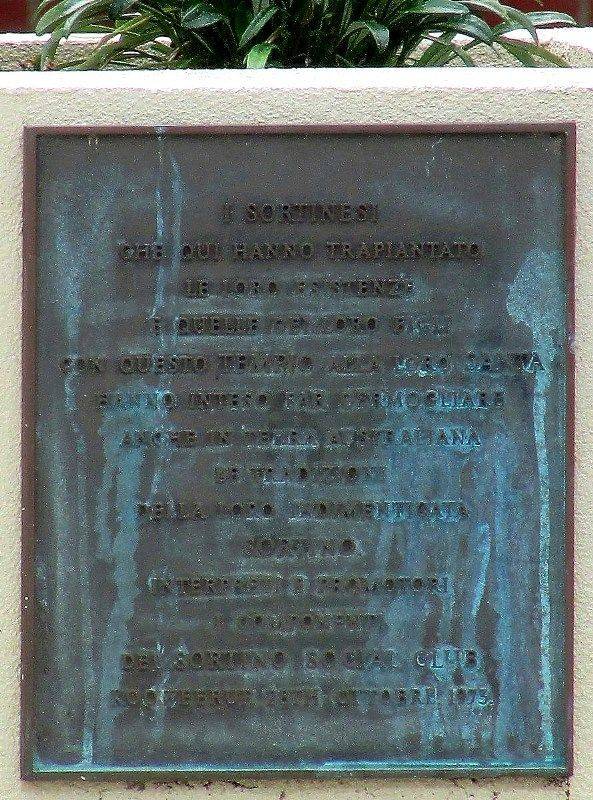 I SORTINESI
CHE QUI HANNO TRAPIANTATO
LE LORO ESISTENZE
E QUELLE DEI LORO FIGLI
CON QUESTO TEMPIO ALLA LORO SANTA
HANNO INTESO FAR GERMOGLIARE
ANCHE IN TERRA AUSTRALIANA
LE TRADIZIONI
DELLA LORO INDIMENTICATA
SORTINO
INTERPRETI E PROMOTORI
I COMPONENTI
DEL SORTINO SOCIAL CLUB
OTTOBRE 1975